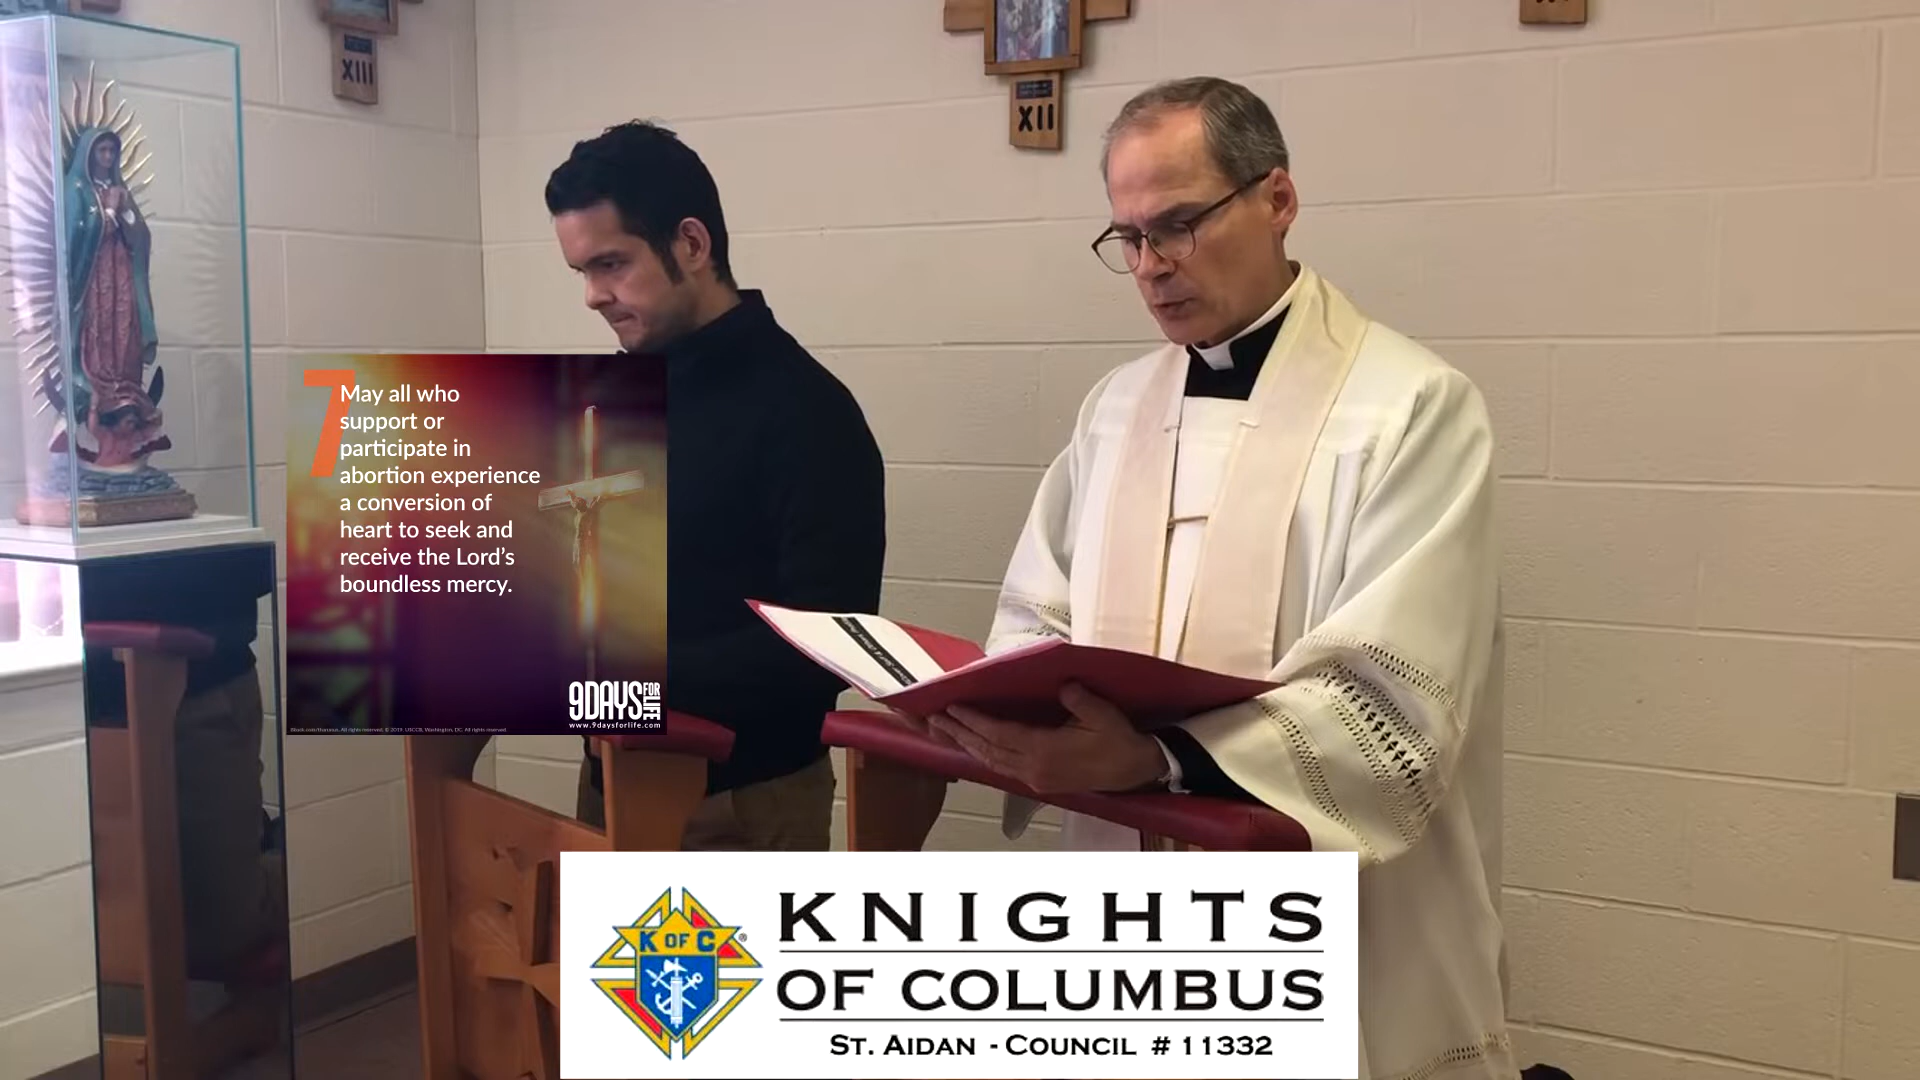 XIII
XII
7
May all who
support or
participate in
abortion experience
a conversion of
heart to seek and
receive the Lord's
boundless mercy.
9DAYS FOR LIFE
www.9daysforlife.com
K OF C
KNIGHTS
OF COLUMBUS
ST. AIDAN - COUNCIL # 11332